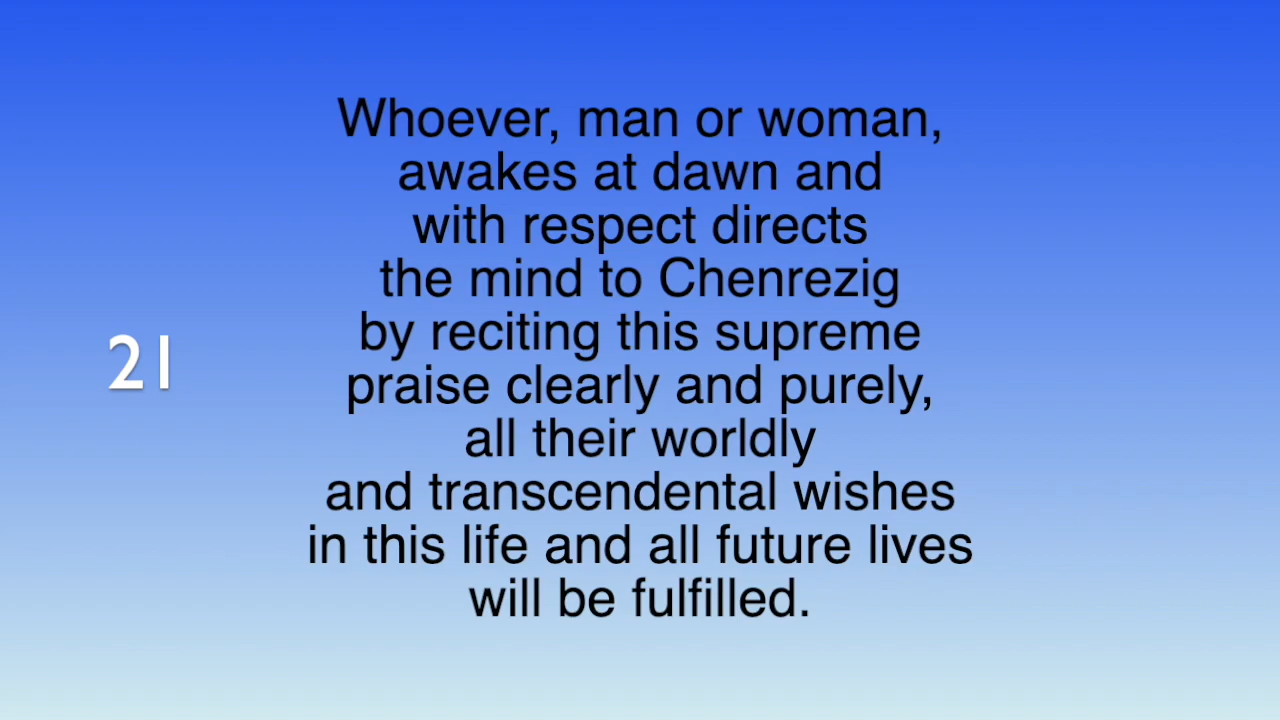 Whoever, man or woman,
awakes at dawn and
with respect directs
the mind to Chenrezig
by reciting this supreme
21
praise clearly and purely,
all their worldly
and transcendental wishes
in this life and all future lives
will be fulfilled.